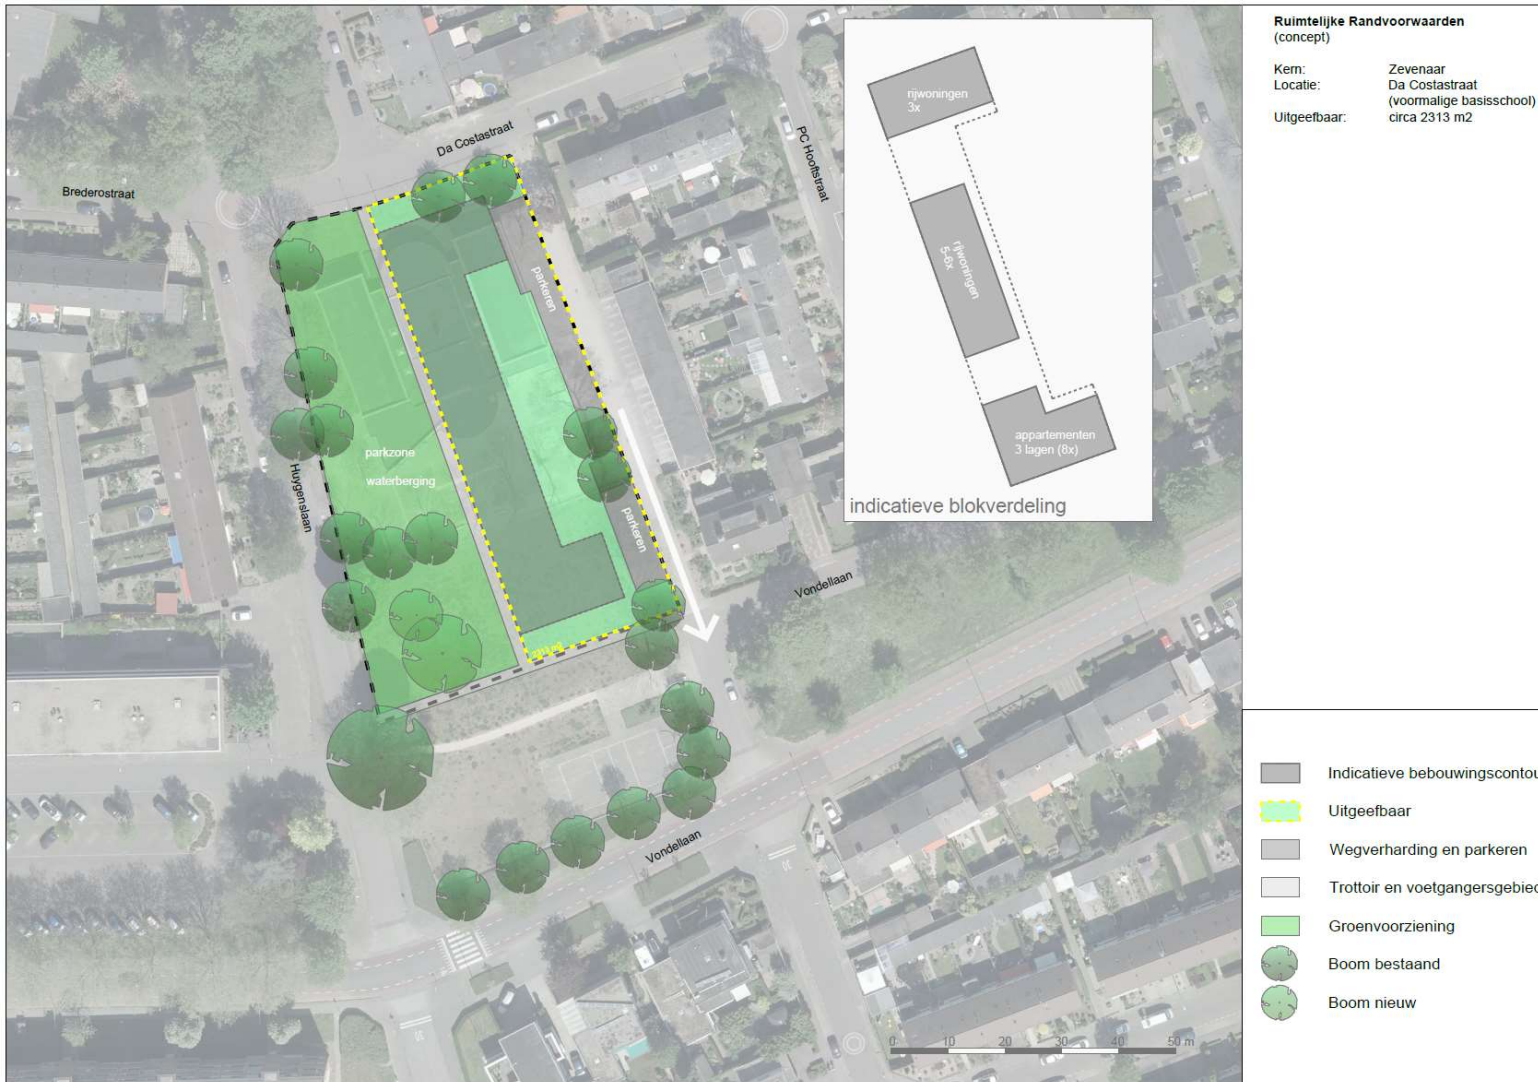 Ruimtelijke Randvoorwaarden
(concept)
Kern: Zevenaar
Locatie: Da Costastraat
(voormalige basisschool)
Uitgeefbaar: circa 2313 m2
Da Costastraat
Brederostraat
PC Hooftstraat
parkeren
parkzone
waterberging
Huygenslaan
parkeren
Vondellaan
2313 m2
Vondellaan
rijwoningen
3x
rijwoningen
5-6x
appartementen
3 lagen (8x)
indicatieve blokverdeling
Indicatieve bebouwingscontou
Uitgeefbaar
Wegverharding en parkeren
Trottoir en voetgangersgebied
Groenvoorziening
Boom bestaand
Boom nieuw
0 10 20 30 40 50 m